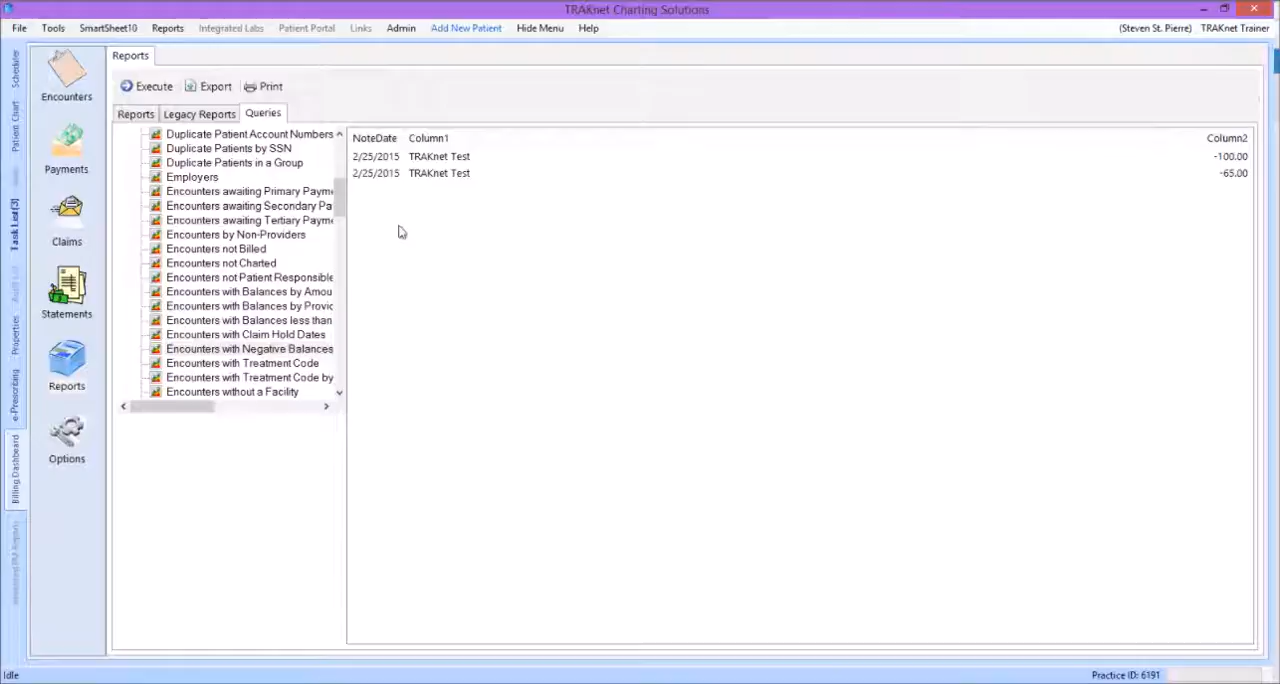 TRAKnet Charting Solutions
File Tools SmartSheet10 Reports Integrated Labs Patient Portal Links Admin Add New Patient Hide Menu Help (Steven St. Pierre) TRAKnet Trainer
Scheduler
Patient Chart
Task List(3)
Properties
e-Prescribing
Billing Dashboard
Encounters
Payments
Claims
Statements
Reports
Options
Reports
Execute Export Print
Reports Legacy Reports Queries
Duplicate Patient Account Numbers
Duplicate Patients by SSN
Duplicate Patients in a Group
Employers
Encounters awaiting Primary Payme
Encounters awaiting Secondary Pa
Encounters awaiting Tertiary Payme
Encounters by Non-Providers
Encounters not Billed
Encounters not Charted
Encounters not Patient Responsible
Encounters with Balances by Amou
Encounters with Balances by Provid
Encounters with Balances less than
Encounters with Claim Hold Dates
Encounters with Negative Balances
Encounters with Treatment Code
Encounters with Treatment Code by
Encounters without a Facility
NoteDate Column1 Column2
2/25/2015 TRAKnet Test -100.00
2/25/2015 TRAKnet Test -65.00
Idle Practice ID: 6191